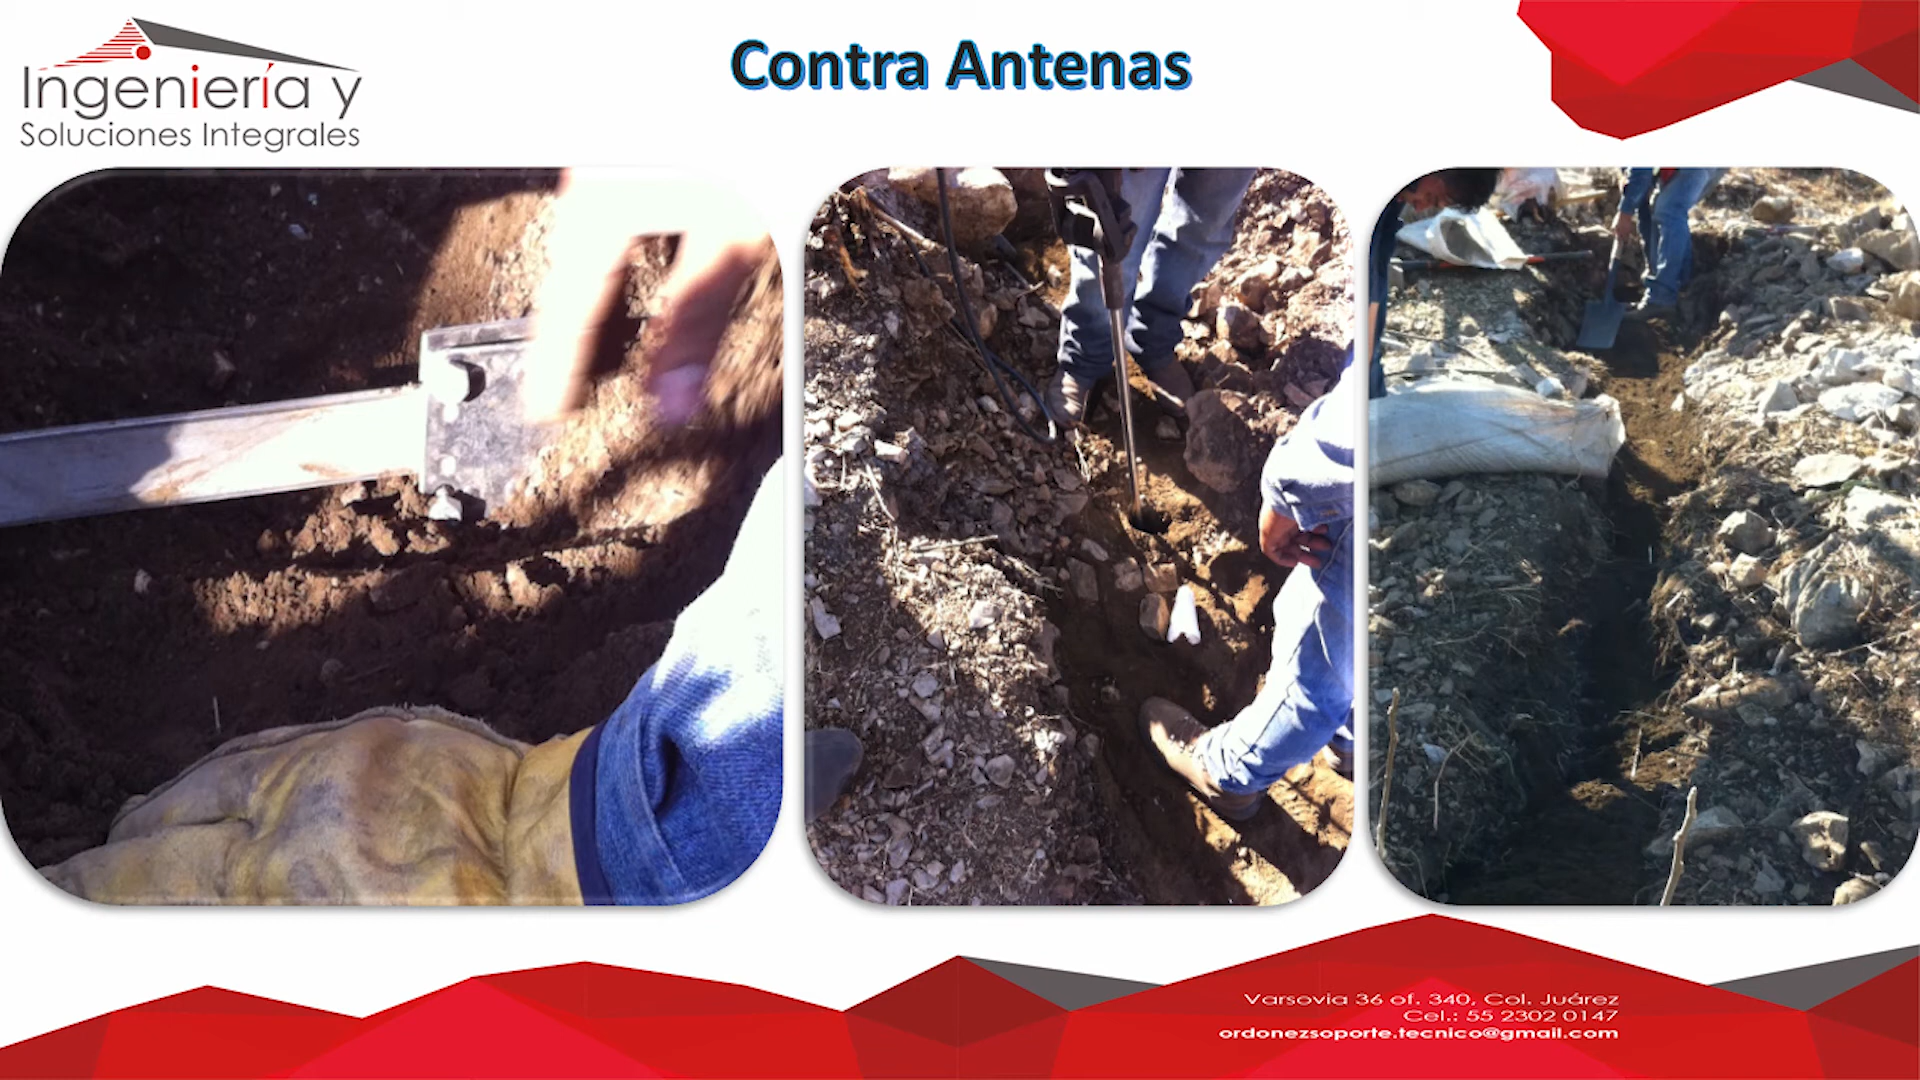 Ingeniería y
Soluciones Integrales
Contra Antenas
Varsovia 36 of. 340, Col. Juárez
Cel.: 55 2302 0147
ordonezsoporte.tecnico@gmail.com